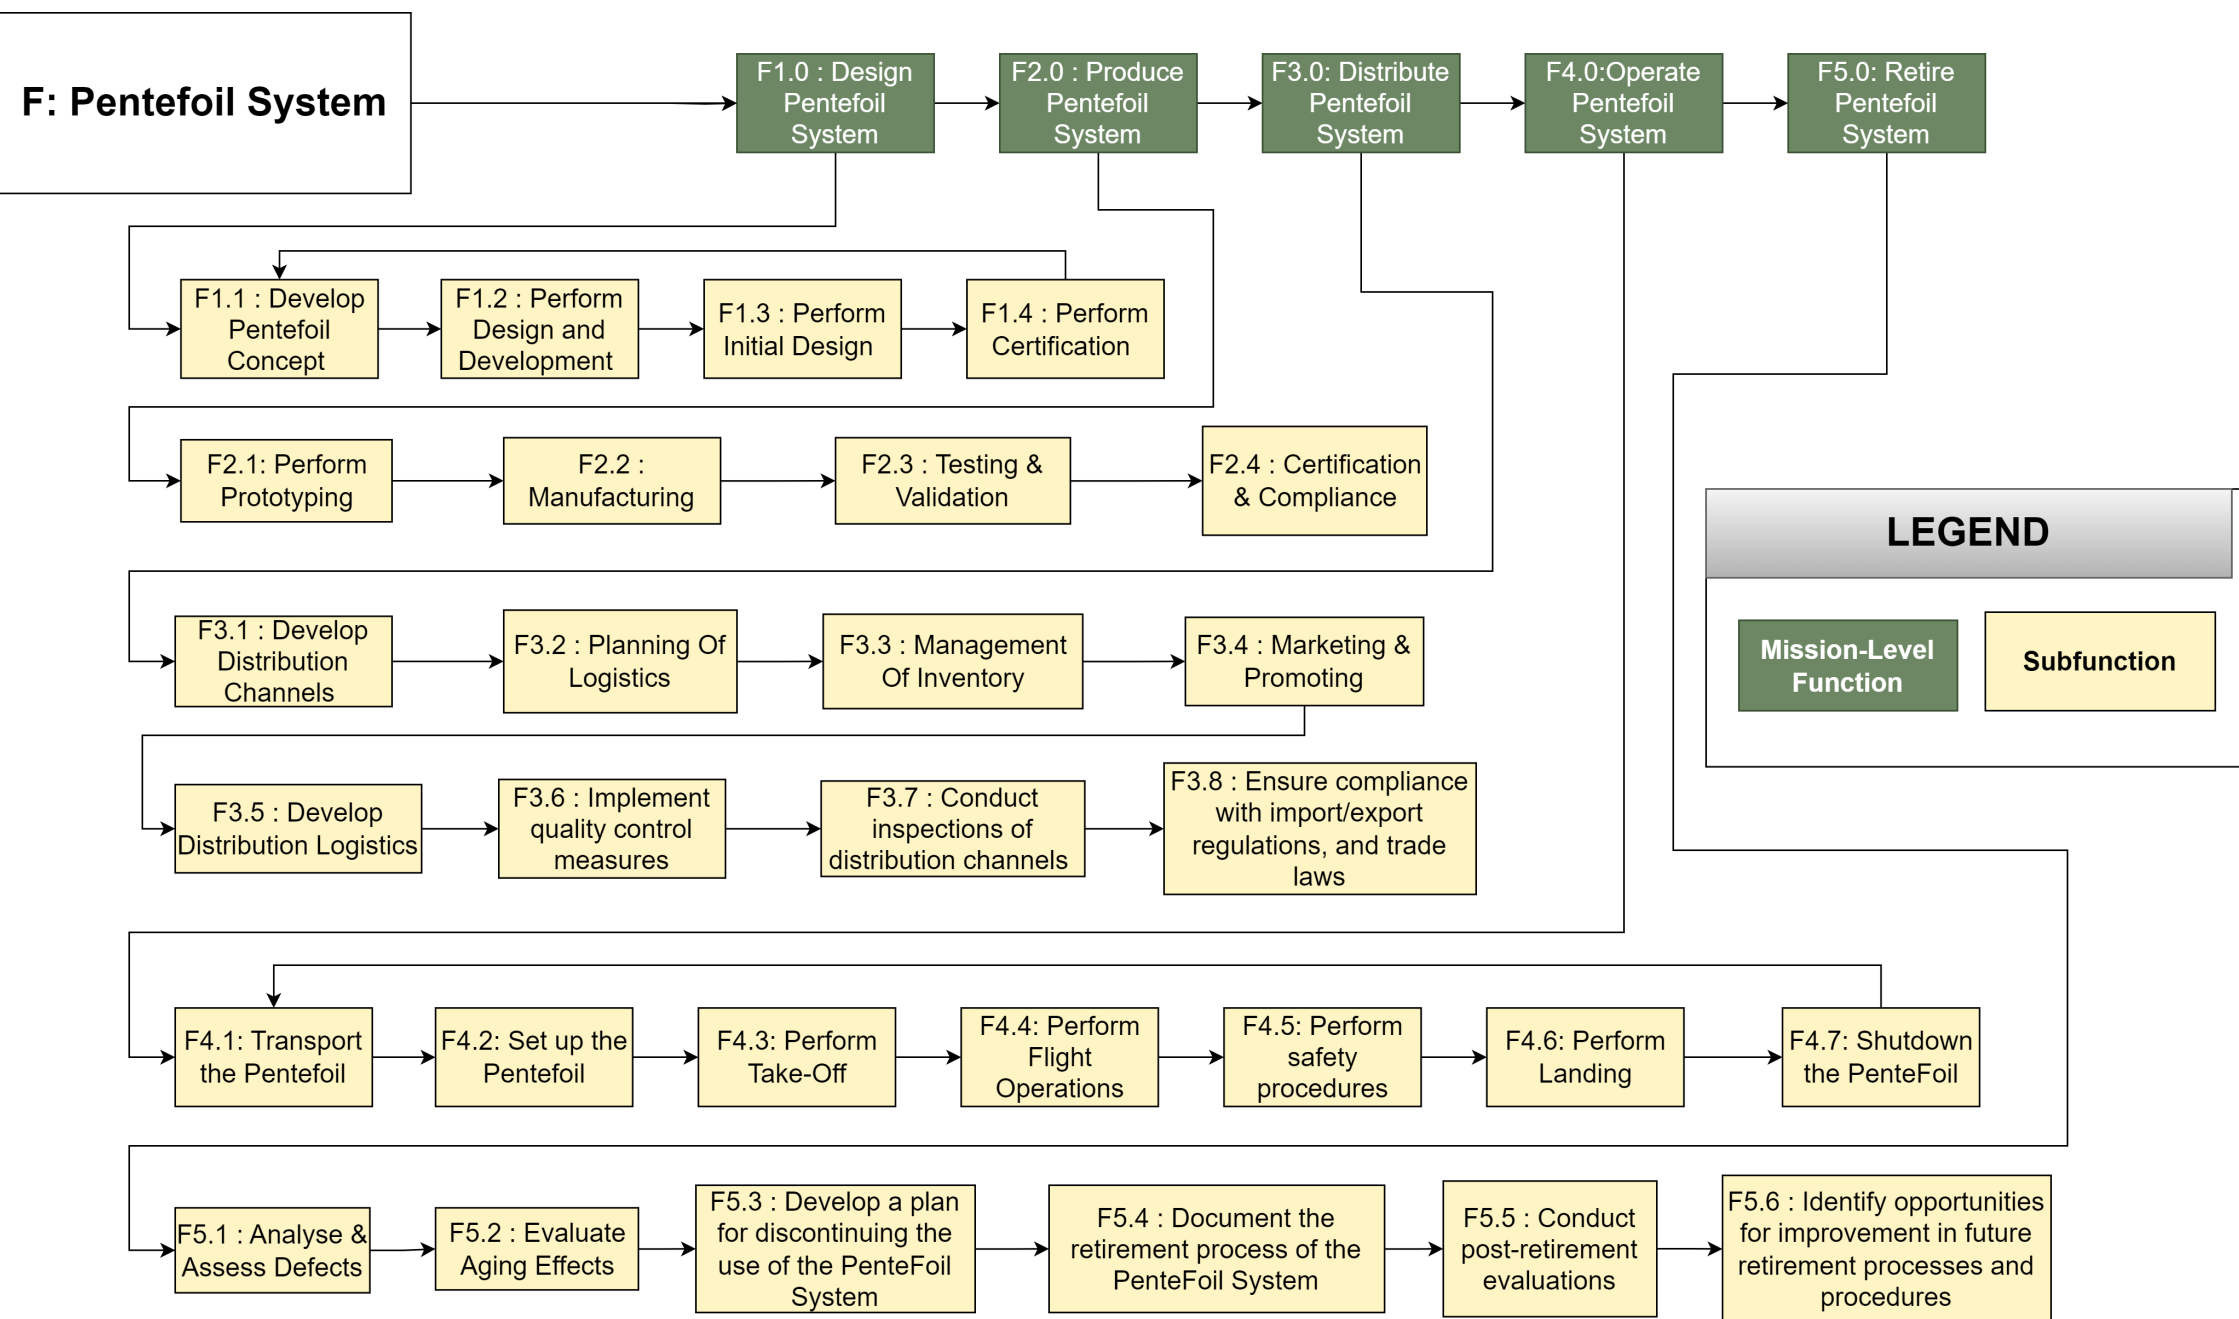 F: Pentefoil System
F1.0 : Design
Pentefoil
System
F2.0 : Produce
Pentefoil
System
F3.0: Distribute
Pentefoil
System
F4.0:Operate
Pentefoil
System
F5.0: Retire
Pentefoil
System
F1.1 : Develop
Pentefoil
Concept
F1.2 : Perform
Design and
Development
F1.3 : Perform
Initial Design
F1.4 : Perform
Certification
F2.1: Perform
Prototyping
F2.2 :
Manufacturing
F2.3 : Testing &
Validation
F2.4 : Certification
& Compliance
LEGEND
Mission-Level
Function
Subfunction
F3.1 : Develop
Distribution
Channels
F3.2 : Planning Of
Logistics
F3.3 : Management
Of Inventory
F3.4 : Marketing &
Promoting
F3.5 : Develop
Distribution Logistics
F3.6 : Implement
quality control
measures
F3.7 : Conduct
inspections of
distribution channels
F3.8 : Ensure compliance
with import/export
regulations, and trade
laws
F4.1: Transport
the Pentefoil
F4.2: Set up the
Pentefoil
F4.3: Perform
Take-Off
F4.4: Perform
Flight
Operations
F4.5: Perform
safety
procedures
F4.6: Perform
Landing
F4.7: Shutdown
the PenteFoil
F5.1 : Analyse &
Assess Defects
F5.2 : Evaluate
Aging Effects
F5.3 : Develop a plan
for discontinuing the
use of the PenteFoil
System
F5.4 : Document the
retirement process of the
PenteFoil System
F5.5 : Conduct
post-retirement
evaluations
F5.6 : Identify opportunities
for improvement in future
retirement processes and
procedures